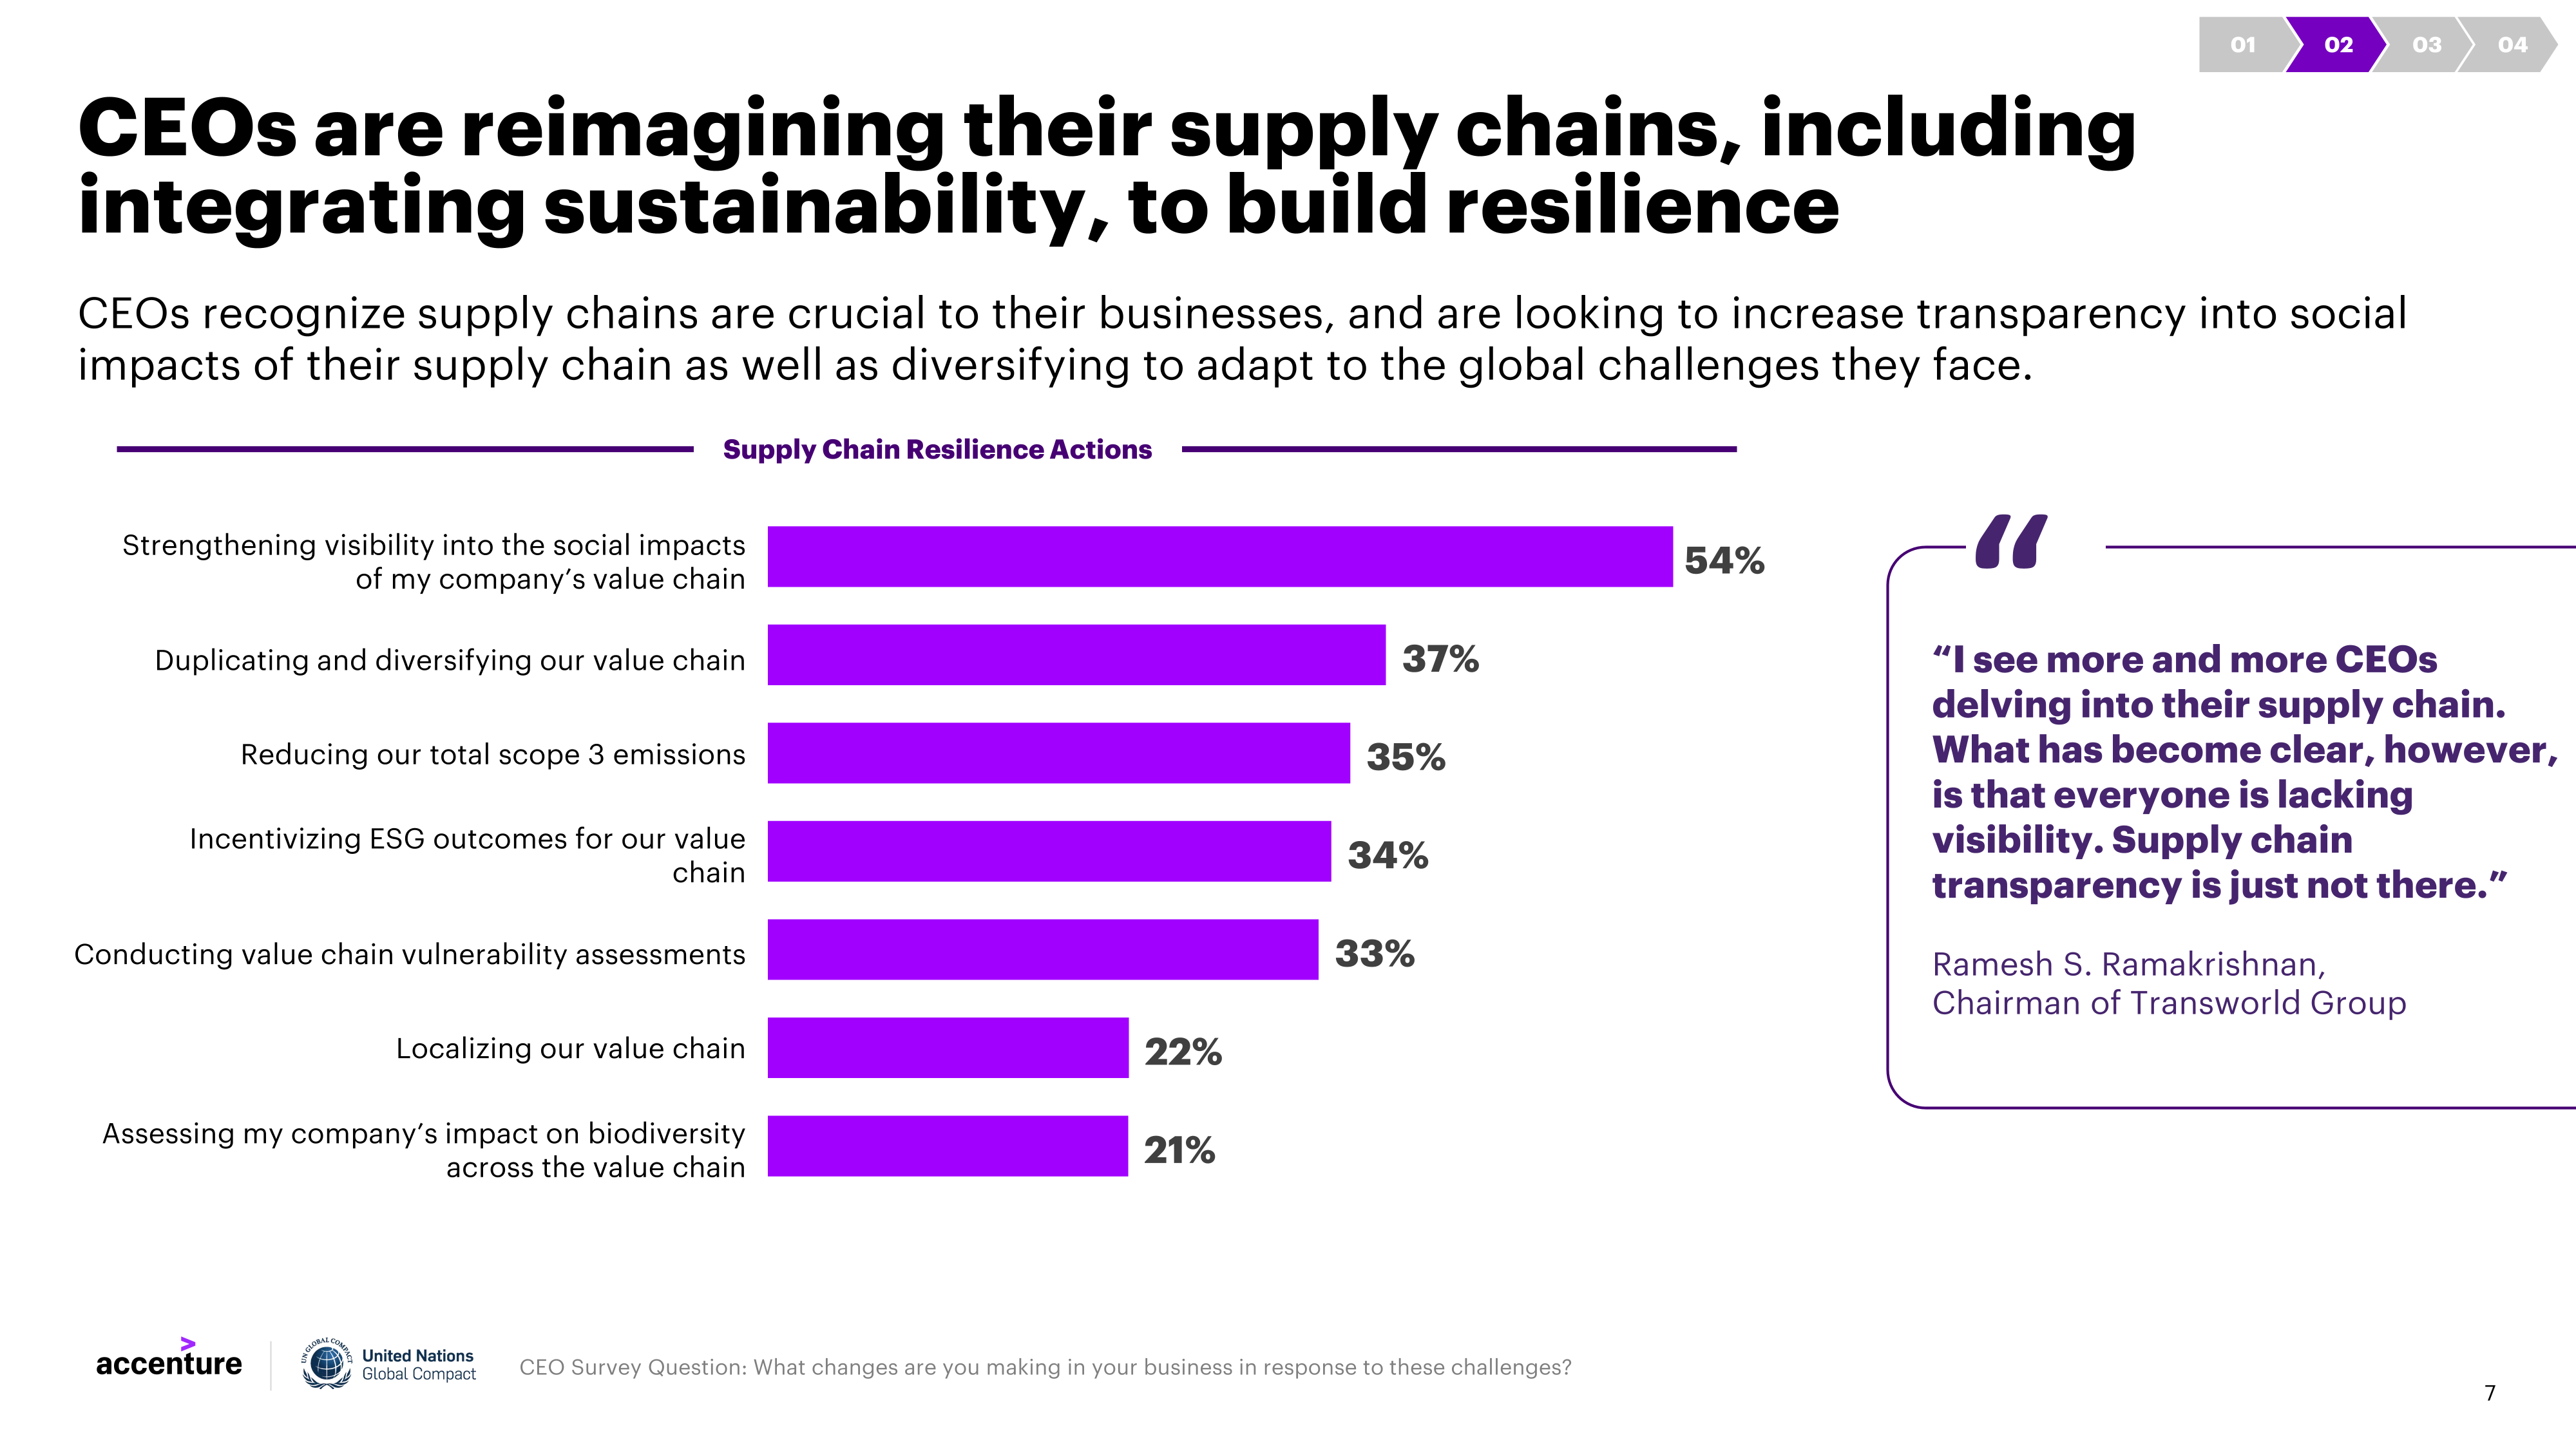 01 02 03 04
CEOs are reimagining their supply chains, including
integrating sustainability, to build resilience
CEOs recognize supply chains are crucial to their businesses, and are looking to increase transparency into social
impacts of their supply chain as well as diversifying to adapt to the global challenges they face.
Supply Chain Resilience Actions
Strengthening visibility into the social impacts
of my company’s value chain
54%
Duplicating and diversifying our value chain
37%
Reducing our total scope 3 emissions
35%
Incentivizing ESG outcomes for our value
chain
34%
Conducting value chain vulnerability assessments
33%
Localizing our value chain
22%
Assessing my company’s impact on biodiversity
across the value chain
21%
“
“I see more and more CEOs
delving into their supply chain.
What has become clear, however,
is that everyone is lacking
visibility. Supply chain
transparency is just not there.”
Ramesh S. Ramakrishnan,
Chairman of Transworld Group
accenture
UN GLOBAL COMPACT
United Nations
Global Compact
CEO Survey Question: What changes are you making in your business in response to these challenges?
7